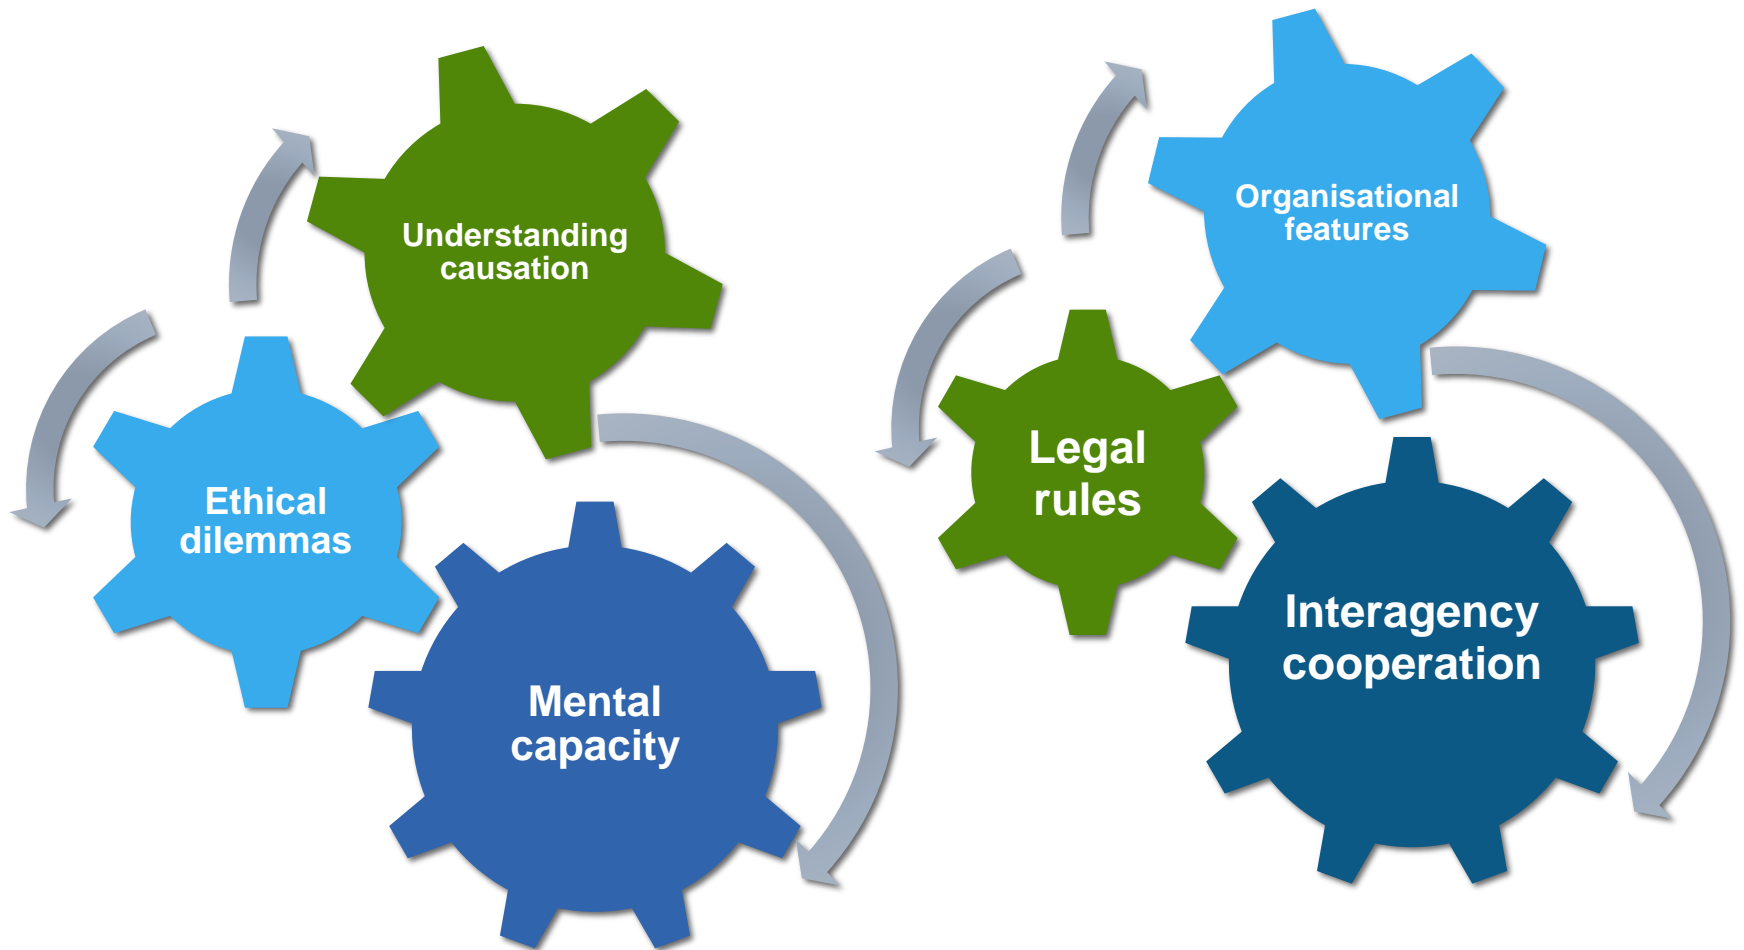 Understanding
causation
Ethical
dilemmas
Mental
capacity
Organisational
features
Legal
rules
Interagency
cooperation